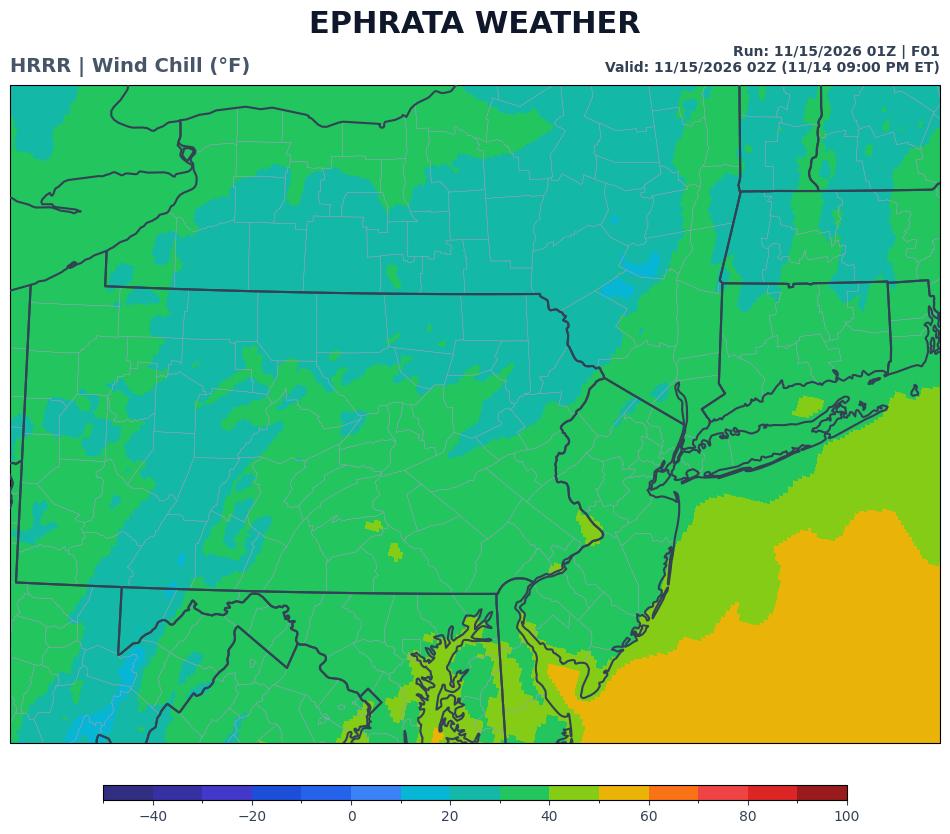 EPHRATA WEATHER
HRRR | Wind Chill (°F)
Run: 11/15/2026 01Z | F01
Valid: 11/15/2026 02Z (11/14 09:00 PM ET)
−40 −20 0 20 40 60 80 100